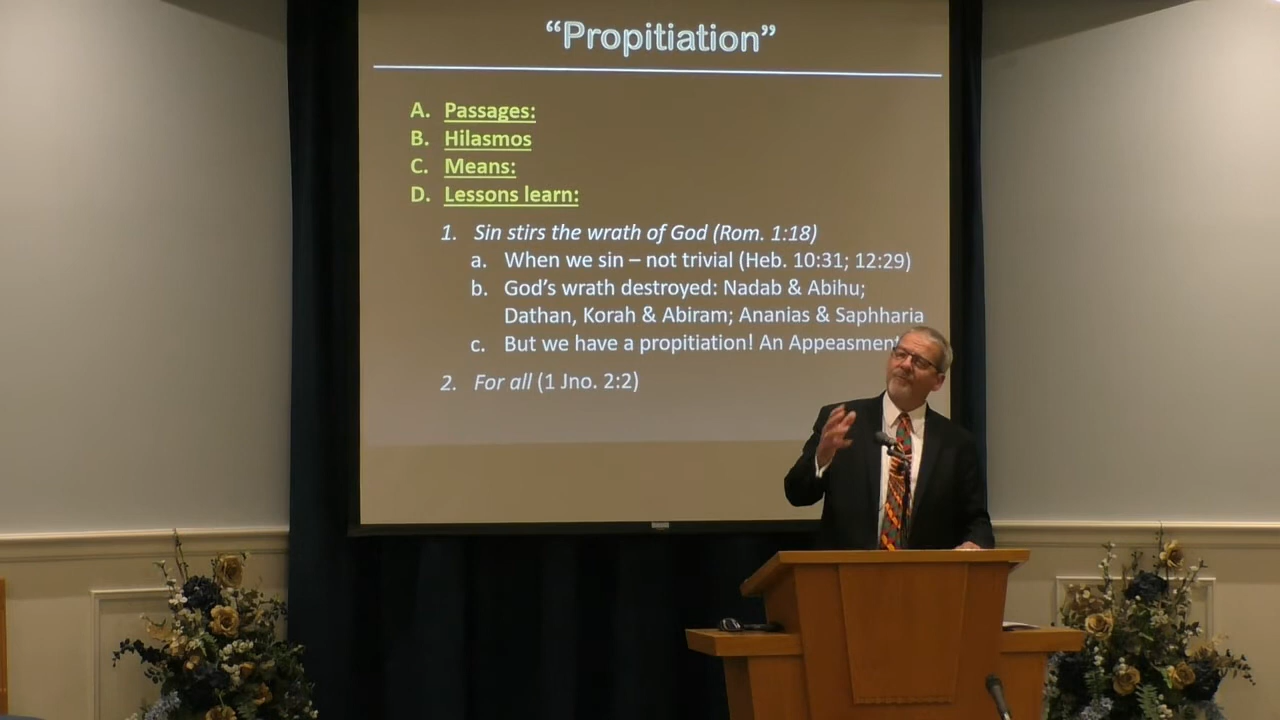 “Propitiation”
A. Passages:
B. Hilasmos
C. Means:
D. Lessons learn:
1. Sin stirs the wrath of God (Rom. 1:18)
a. When we sin – not trivial (Heb. 10:31; 12:29)
b. God’s wrath destroyed: Nadab & Abihu;
Dathan, Korah & Abiram; Ananias & Saphharia
c. But we have a propitiation! An Appeasment
2. For all (1 Jno. 2:2)